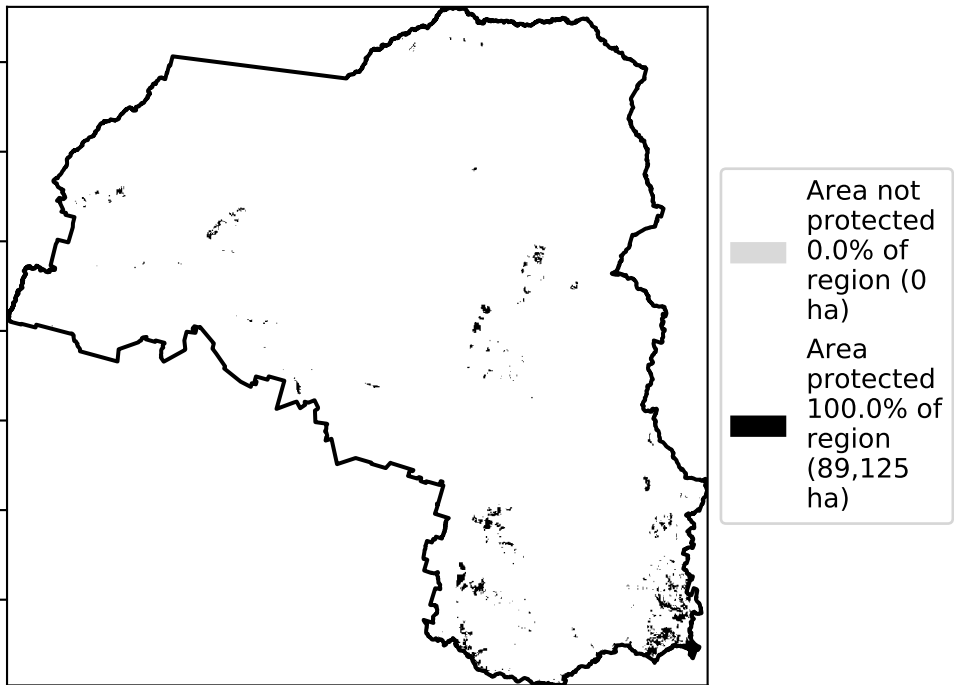 Area not
protected
0.0% of
region (0
ha)
Area
protected
100.0% of
region
(89,125
ha)